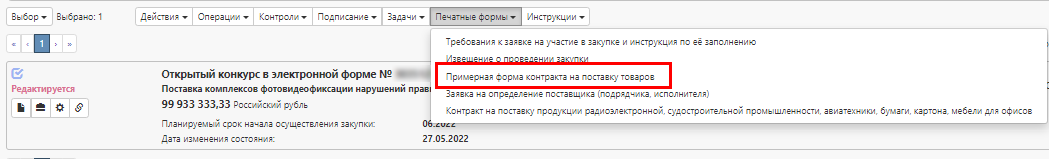 Выбор Выбрано: 1 Действия Операции Контроли Подписание Задачи Печатные формы Инструкции
« ‹ 1 › »
Требования к заявке на участие в закупке и инструкция по её заполнению
Извещение о проведении закупки
Примерная форма контракта на поставку товаров
Заявка на определение поставщика (подрядчика, исполнителя)
Контракт на поставку продукции радиоэлектронной, судостроительной промышленности, авиатехники, бумаги, картона, мебели для офисов
Редактируется
Открытый конкурс в электронной форме №
Поставка комплексов фотовидеофиксации нарушений
99 933 333,33 Российский рубль
Планируемый срок начала осуществления закупки: 06.2022
Дата изменения состояния: 27.05.2022